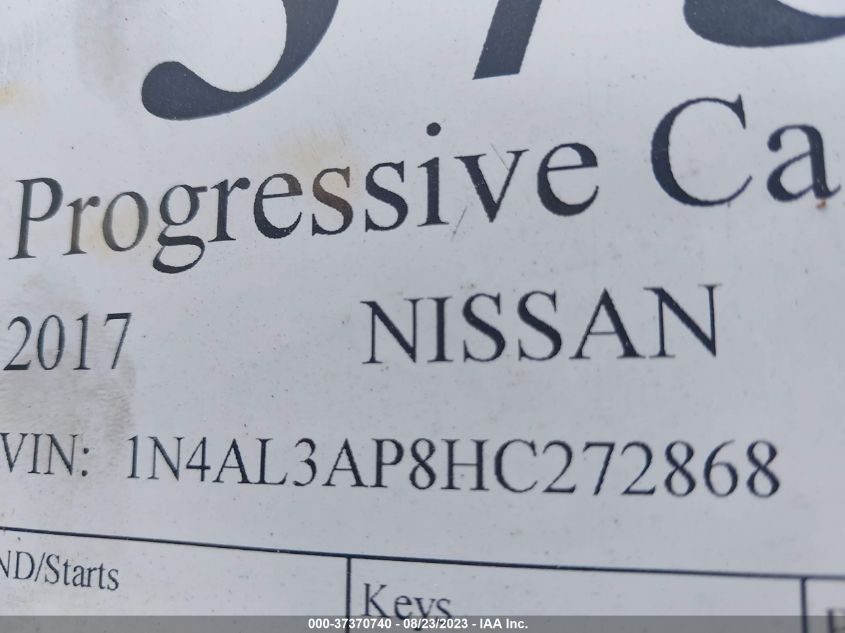 Progressive Ca
2017 NISSAN
VIN: 1N4AL3AP8HC272868
ND/Starts Keys
000-37370740 - 08/23/2023 - IAA Inc.